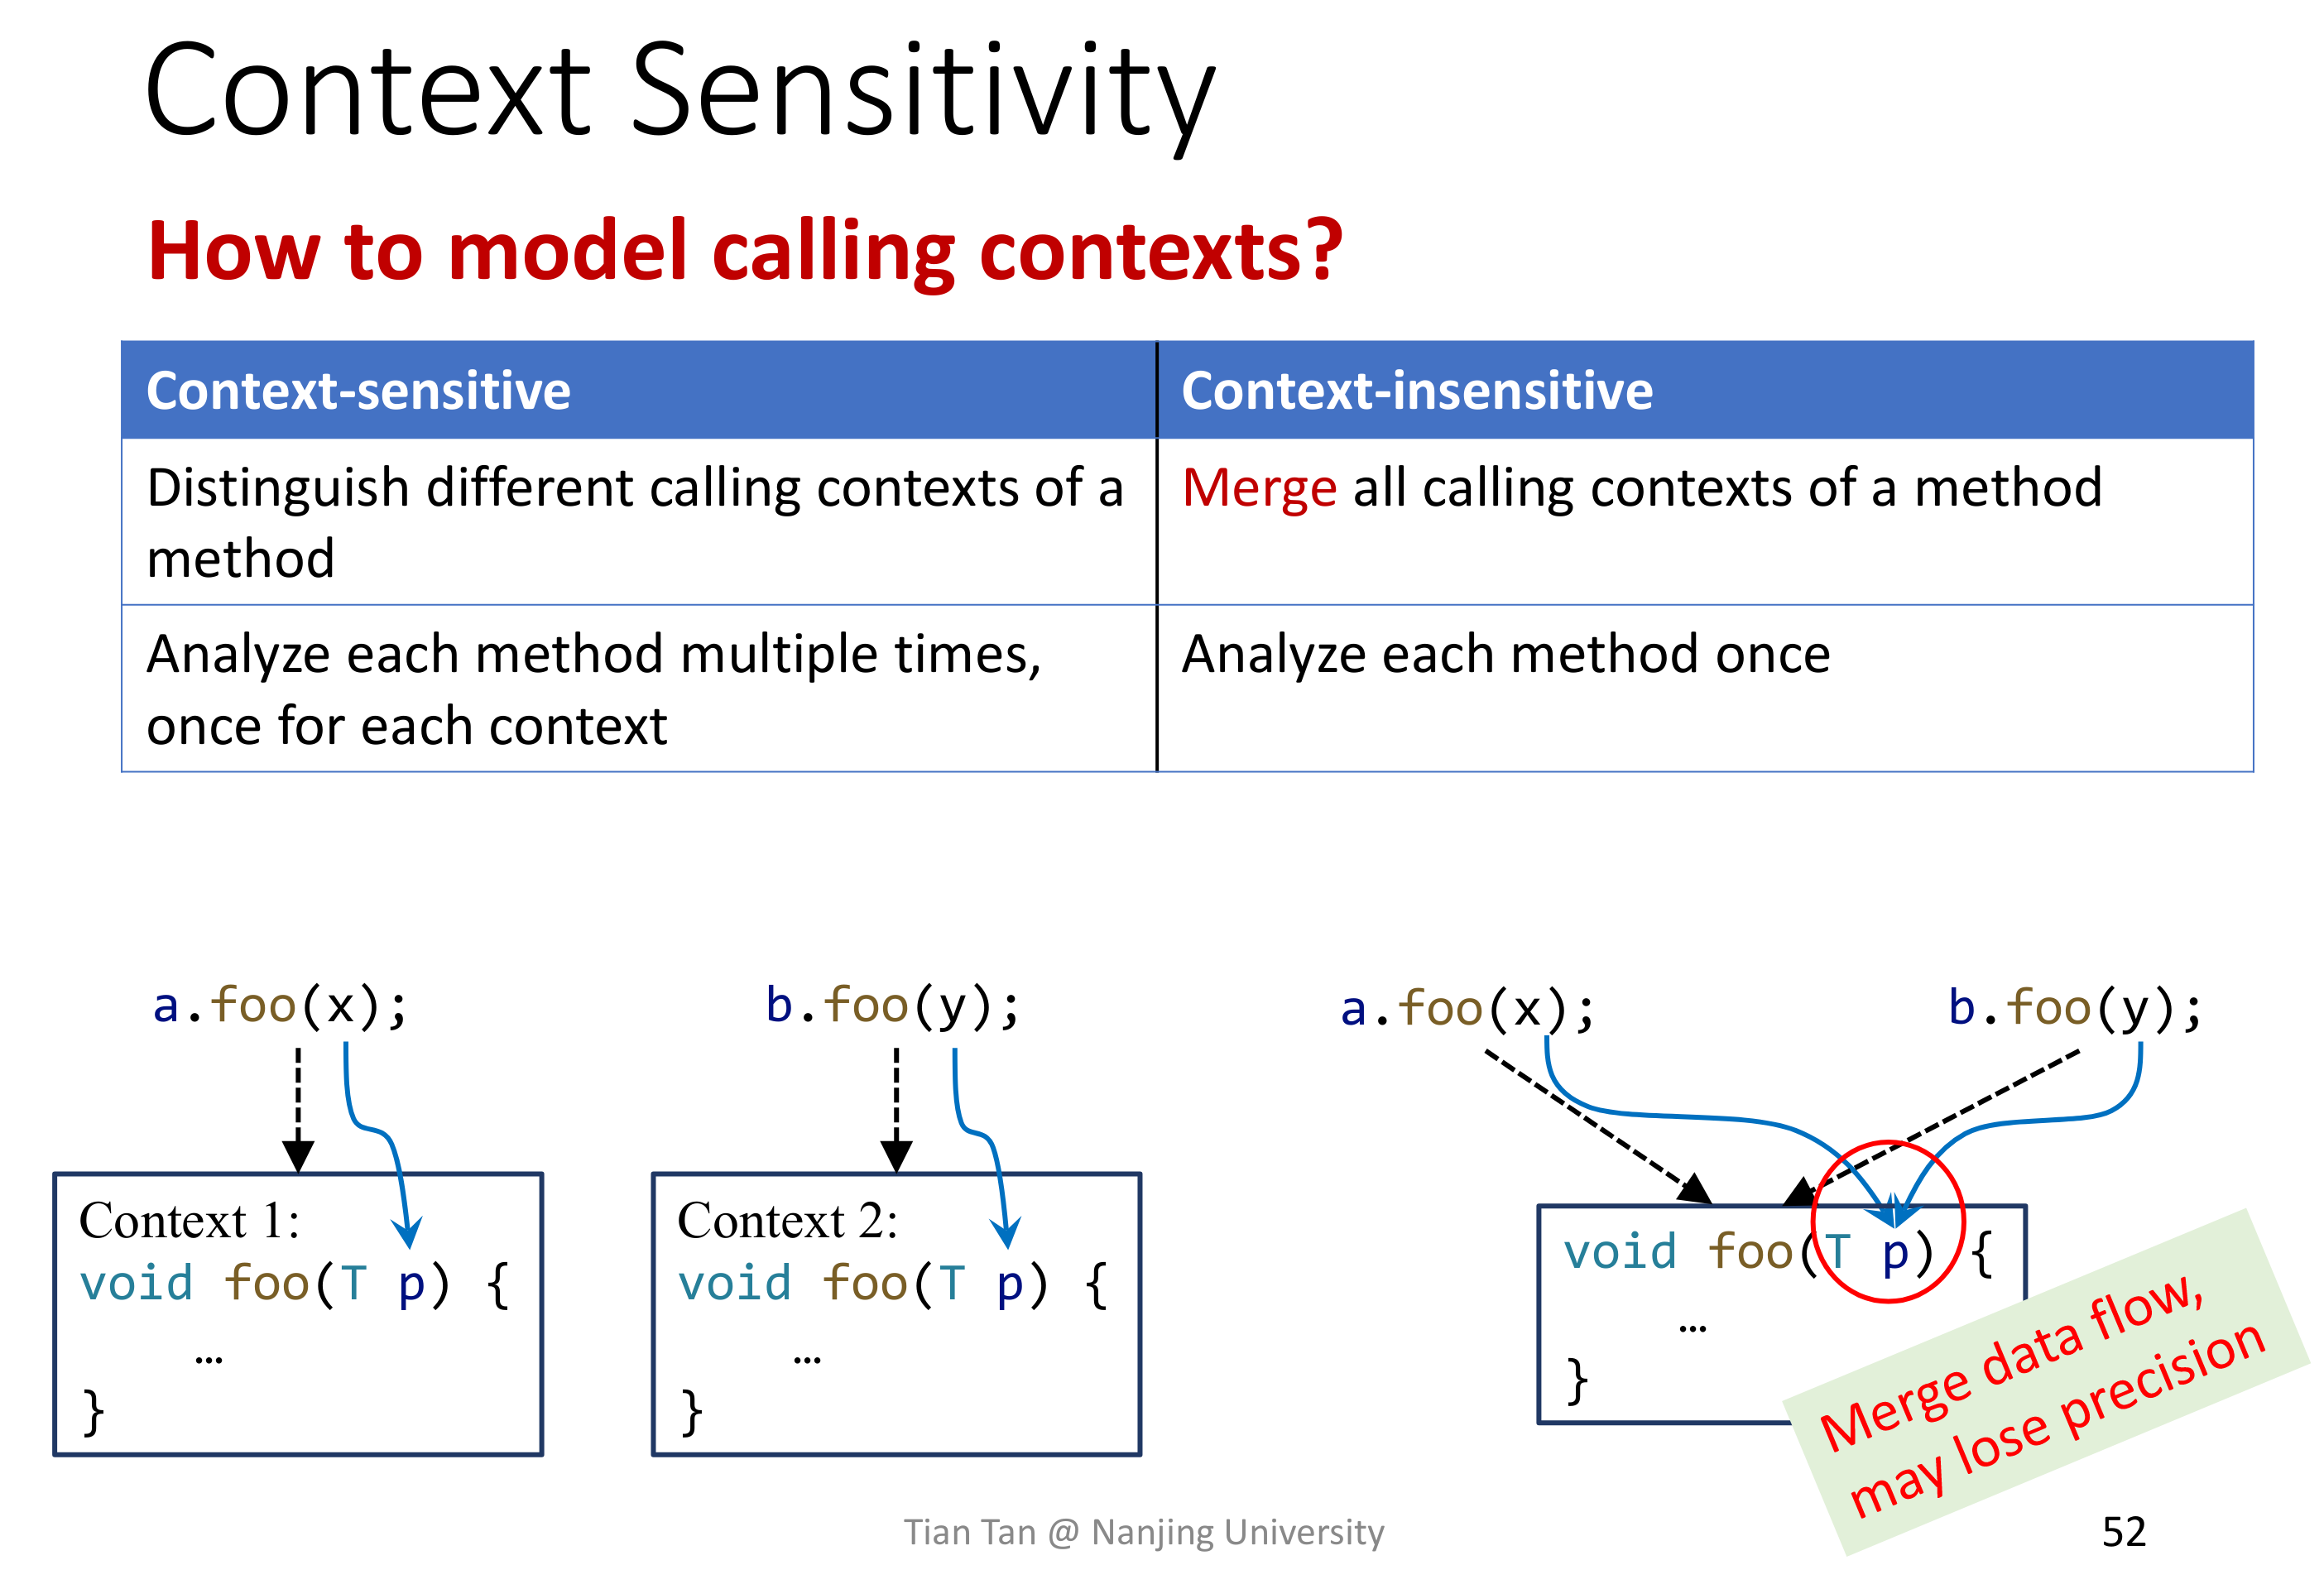 Context Sensitivity
How to model calling contexts?
Context-sensitive
Context-insensitive
Distinguish different calling contexts of a
method
Merge all calling contexts of a method
Analyze each method multiple times,
once for each context
Analyze each method once
a.foo(x);
b.foo(y);
a.foo(x);
b.foo(y);
Context 1:
void foo(T p) {
…
}
Context 2:
void foo(T p) {
…
}
void foo(T p) {
…
}
Merge data flow,
may lose precision
Tian Tan @ Nanjing University
52